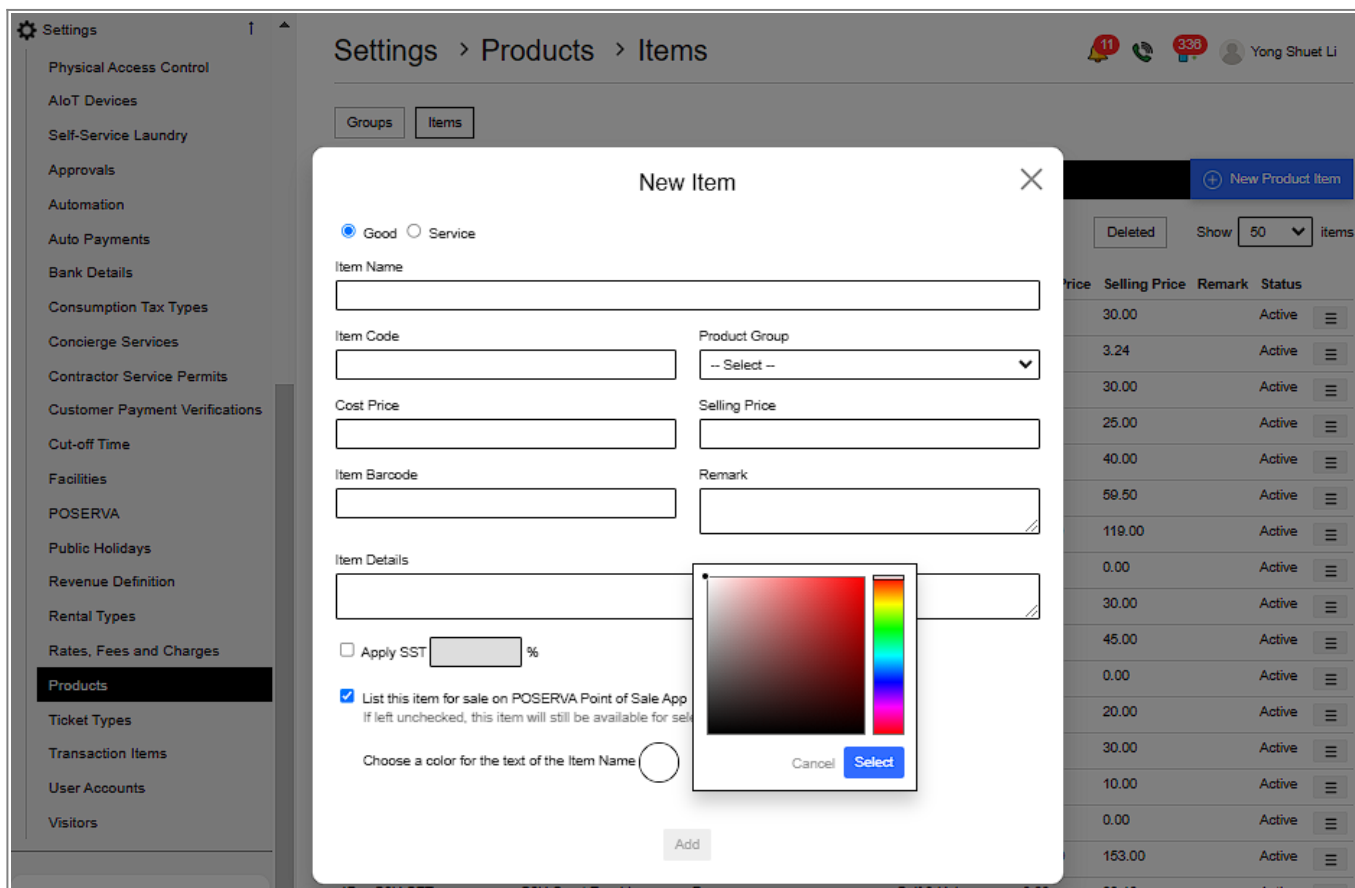 Settings
Physical Access Control
AIoT Devices
Self-Service Laundry
Approvals
Automation
Auto Payments
Bank Details
Consumption Tax Types
Concierge Services
Contractor Service Permits
Customer Payment Verifications
Cut-off Time
Facilities
POSERVA
Public Holidays
Revenue Definition
Rental Types
Rates, Fees and Charges
Products
Ticket Types
Transaction Items
User Accounts
Visitors
Settings > Products > Items
11
336
Yong Shuet Li
Groups Items
New Product Item
Deleted Show 50 items
Price Selling Price Remark Status
30.00 Active
3.24 Active
30.00 Active
25.00 Active
40.00 Active
59.50 Active
119.00 Active
0.00 Active
30.00 Active
45.00 Active
0.00 Active
20.00 Active
30.00 Active
10.00 Active
0.00 Active
153.00 Active
New Item
Good Service
Item Name
Item Code Product Group
-- Select --
Cost Price Selling Price
Item Barcode Remark
Item Details
Apply SST %
List this item for sale on POSERVA Point of Sale App
If left unchecked, this item will still be available for sel
Choose a color for the text of the Item Name
Cancel Select
Add